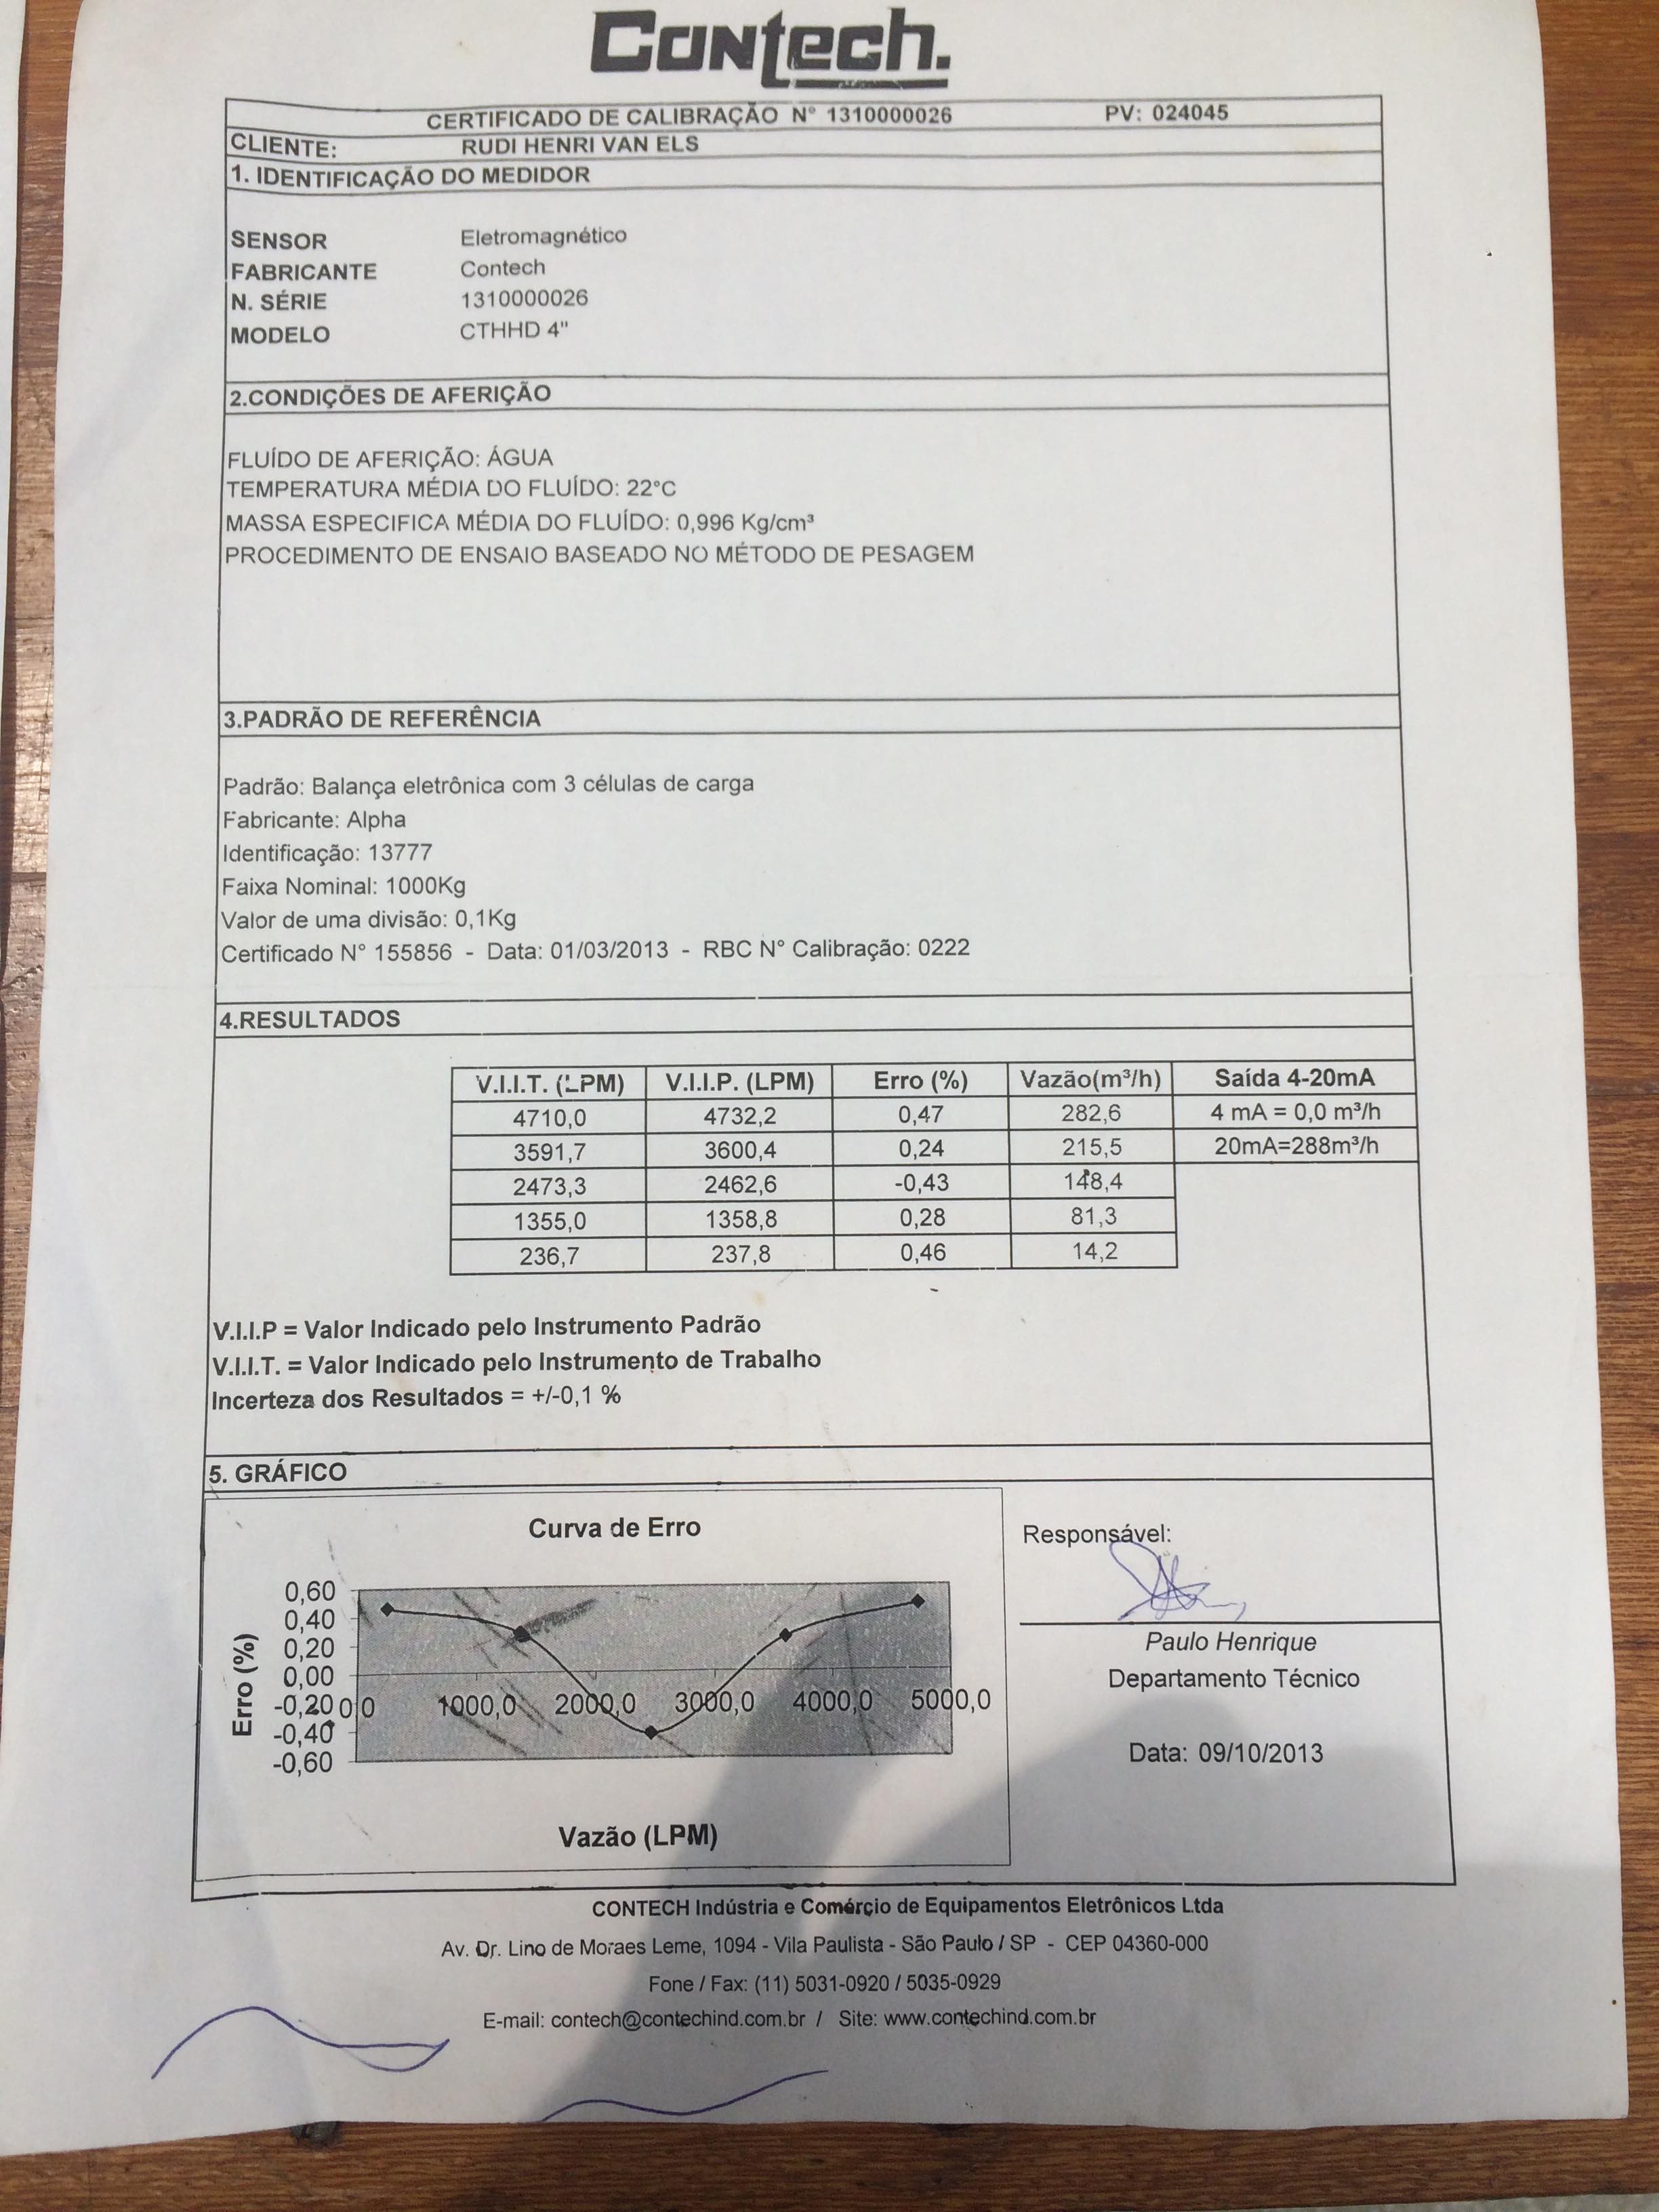 Contech.
CERTIFICADO DE CALIBRAÇÃO N° 1310000026 PV: 024045
CLIENTE: RUDI HENRI VAN ELS
1. IDENTIFICAÇÃO DO MEDIDOR
SENSOR Eletromagnético
FABRICANTE Contech
N. SÉRIE 1310000026
MODELO CTHHD 4"
2.CONDIÇÕES DE AFERIÇÃO
FLUÍDO DE AFERIÇÃO: ÁGUA
TEMPERATURA MÉDIA DO FLUÍDO: 22°C
MASSA ESPECIFICA MÉDIA DO FLUÍDO: 0,996 Kg/cm³
PROCEDIMENTO DE ENSAIO BASEADO NO MÉTODO DE PESAGEM
3.PADRÃO DE REFERÊNCIA
Padrão: Balança eletrônica com 3 células de carga
Fabricante: Alpha
Identificação: 13777
Faixa Nominal: 1000Kg
Valor de uma divisão: 0,1Kg
Certificado N° 155856 - Data: 01/03/2013 - RBC N° Calibração: 0222
4.RESULTADOS
V.I.I.T. (LPM) V.I.I.P. (LPM) Erro (%) Vazão(m³/h) Saída 4-20mA
4710,0 4732,2 0,47 282,6 4 mA = 0,0 m³/h
3591,7 3600,4 0,24 215,5 20mA=288m³/h
2473,3 2462,6 -0,43 148,4
1355,0 1358,8 0,28 81,3
236,7 237,8 0,46 14,2
V.I.I.P = Valor Indicado pelo Instrumento Padrão
V.I.I.T. = Valor Indicado pelo Instrumento de Trabalho
Incerteza dos Resultados = +/-0,1 %
5. GRÁFICO
Curva de Erro
Erro (%)
0,60
0,40
0,20
0,00
-0,20
-0,40
-0,60
0,0 1000,0 2000,0 3000,0 4000,0 5000,0
Vazão (LPM)
Responsável:
Paulo Henrique
Departamento Técnico
Data: 09/10/2013
CONTECH Indústria e Comércio de Equipamentos Eletrônicos Ltda
Av. Dr. Lino de Moraes Leme, 1094 - Vila Paulista - São Paulo / SP - CEP 04360-000
Fone / Fax: (11) 5031-0920 / 5035-0929
E-mail: contech@contechind.com.br / Site: www.contechind.com.br